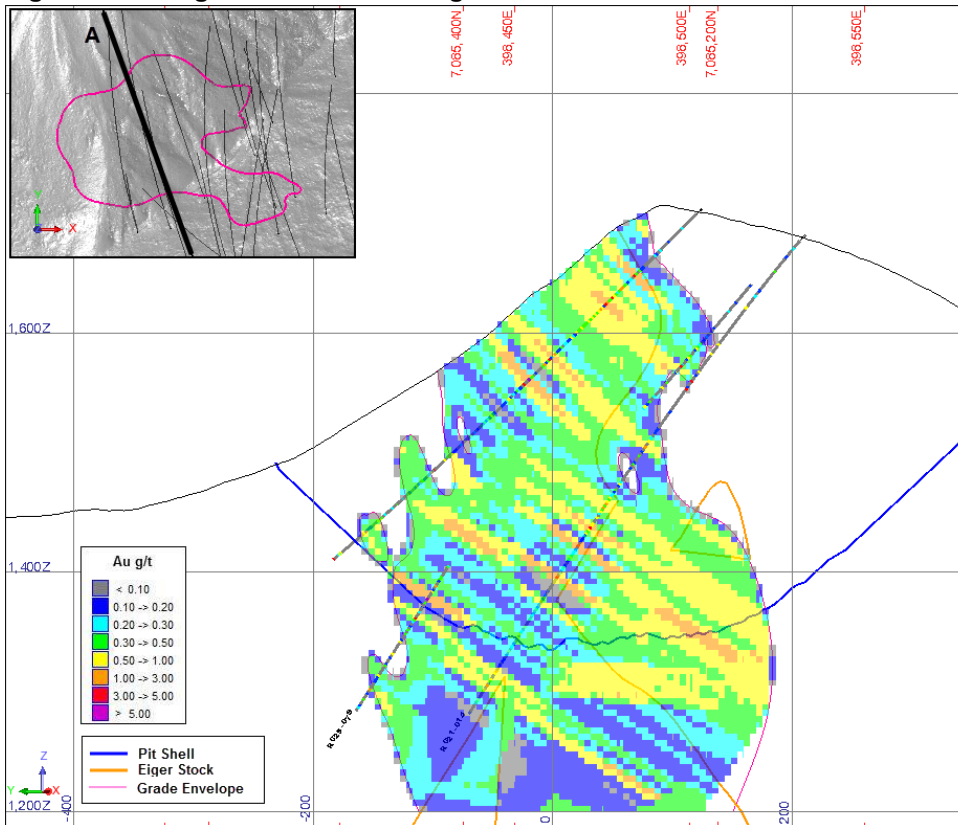 A
Y
X
7,065,400N
398,450E
398,500E
7,065,200N
398,550E
1,600Z
1,400Z
Au g/t
< 0.10
0.10 -> 0.20
0.20 -> 0.30
0.30 -> 0.50
0.50 -> 1.00
1.00 -> 3.00
3.00 -> 5.00
> 5.00
Pit Shell
Eiger Stock
Grade Envelope
Z
Y
X
1,200Z
-400
-200
0
200